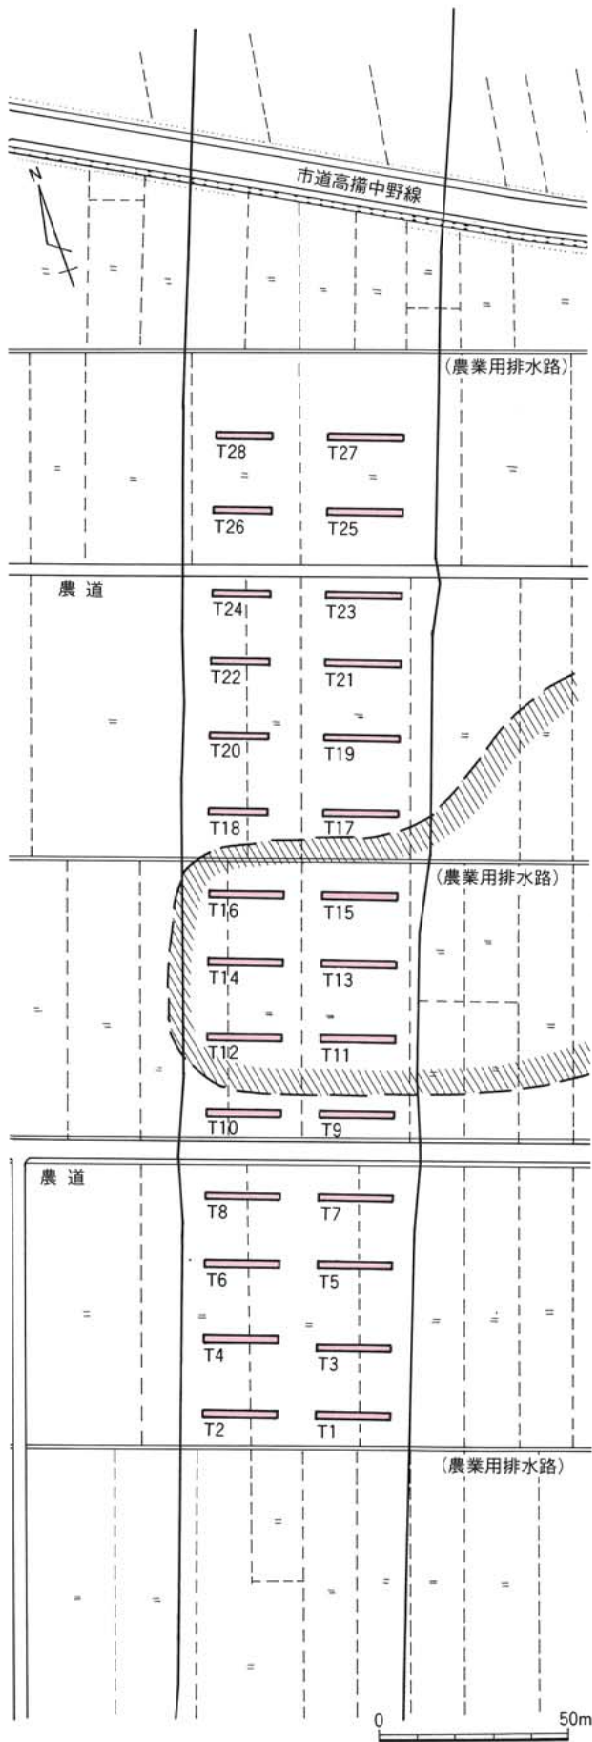 市道高擶中野線
N
(農業用排水路)
T28 T27
T26 T25
農道
T24 T23
T22 T21
T20 T19
T18 T17
(農業用排水路)
T16 T15
T14 T13
T12 T11
T10 T9
農道
T8 T7
T6 T5
T4 T3
T2 T1
(農業用排水路)
0 50m